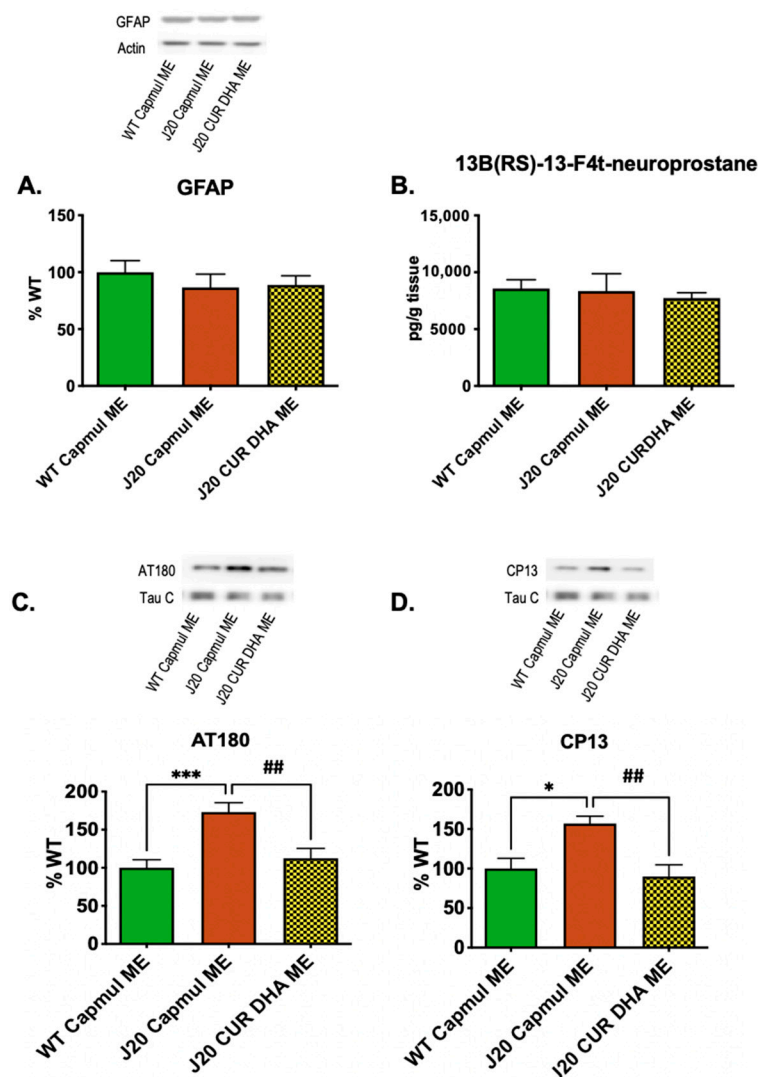 GFAP
Actin
WT Capmul ME
J20 Capmul ME
J20 CUR DHA ME
A.
GFAP
% WT
150
100
50
0
WT Capmul ME
J20 Capmul ME
J20 CUR DHA ME
13B(RS)-13-F4t-neuroprostane
B.
pg/g tissue
15,000
10,000
5000
0
WT Capmul ME
J20 Capmul ME
J20 CURDHA ME
C.
AT180
Tau C
WT Capmul ME
J20 Capmul ME
J20 CUR DHA ME
AT180
% WT
200
150
100
50
0
***
##
WT Capmul ME
J20 Capmul ME
J20 CUR DHA ME
D.
CP13
Tau C
WT Capmul ME
J20 Capmul ME
J20 CUR DHA ME
CP13
% WT
200
150
100
50
0
*
##
WT Capmul ME
J20 Capmul ME
J20 CUR DHA ME